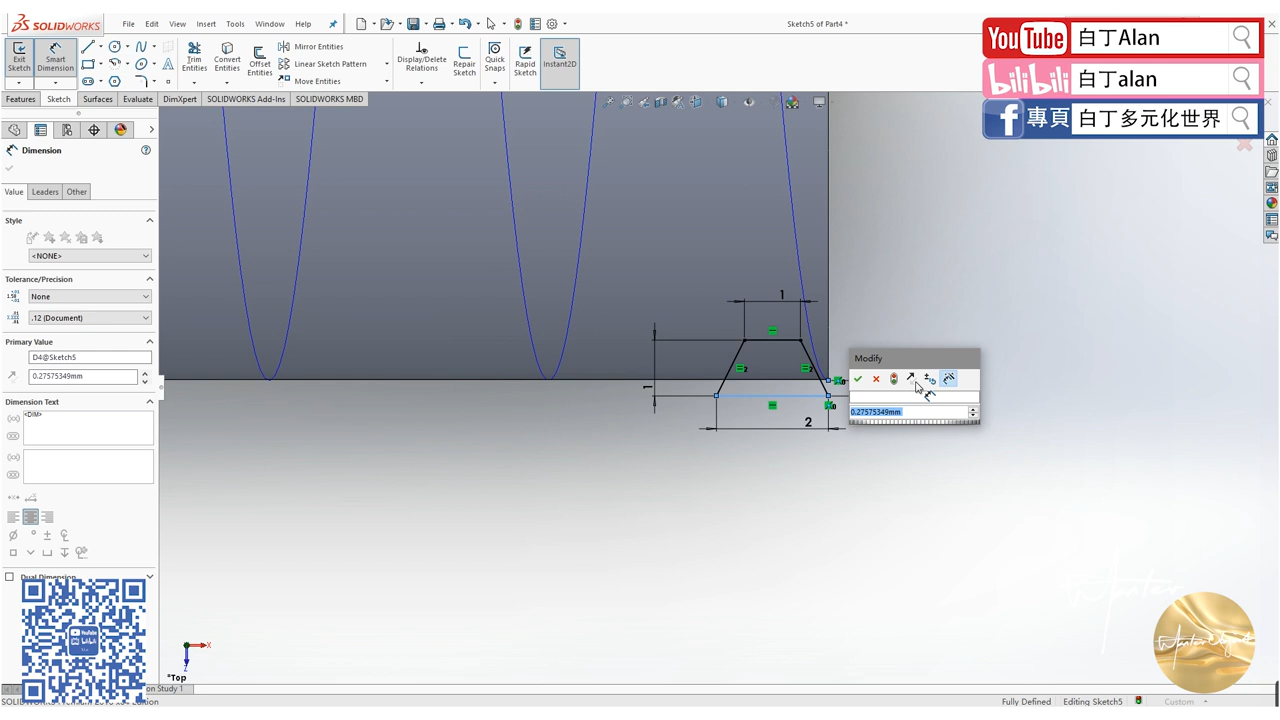 SOLIDWORKS
File Edit View Insert Tools Window Help
Sketch5 of Part4 *
YouTube 白丁Alan
bilibili 白丁alan
f 專頁 白丁多元化世界
Exit Sketch
Smart Dimension
Trim Entities
Convert Entities
Offset Entities
Mirror Entities
Linear Sketch Pattern
Move Entities
Display/Delete Relations
Repair Sketch
Quick Snaps
Rapid Sketch
Instant2D
Features Sketch Surfaces Evaluate DimXpert SOLIDWORKS Add-Ins SOLIDWORKS MBD
Dimension
Value Leaders Other
Style
<NONE>
Tolerance/Precision
None
.12 (Document)
Primary Value
D4@Sketch5
0.27575349mm
Dimension Text
<DIM>
Dual Dimension
1
1
2
Modify
0.27575349mm
X
Z
*Top
on Study 1
Fully Defined Editing Sketch5 Custom